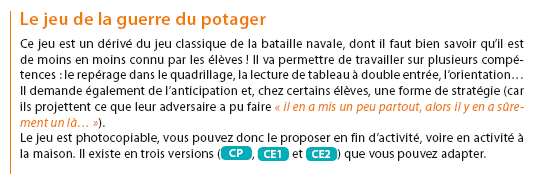 Le jeu de la guerre du potager
Ce jeu est un dérivé du jeu classique de la bataille navale, dont il faut bien savoir qu'il est
de moins en moins connu par les élèves ! Il va permettre de travailler sur plusieurs compé-
tences : le repérage dans le quadrillage, la lecture de tableau à double entrée, l'orientation…
Il demande également de l'anticipation et, chez certains élèves, une forme de stratégie (car
ils projettent ce que leur adversaire a pu faire « il en a mis un peu partout, alors il y en a sûre-
ment un là… »).
Le jeu est photocopiable, vous pouvez donc le proposer en fin d'activité, voire en activité à
la maison. Il existe en trois versions (CP, CE1 et CE2) que vous pouvez adapter.